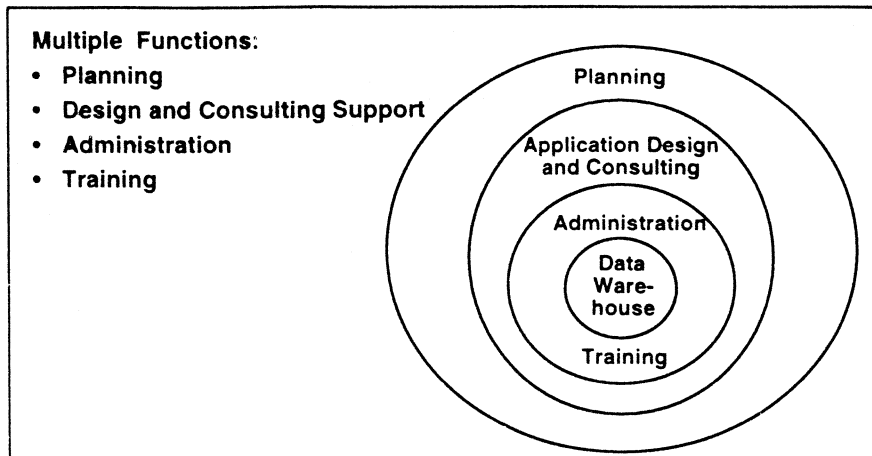 Multiple Functions:
• Planning
• Design and Consulting Support
• Administration
• Training
Planning
Application Design
and Consulting
Administration
Data
Ware-
house
Training